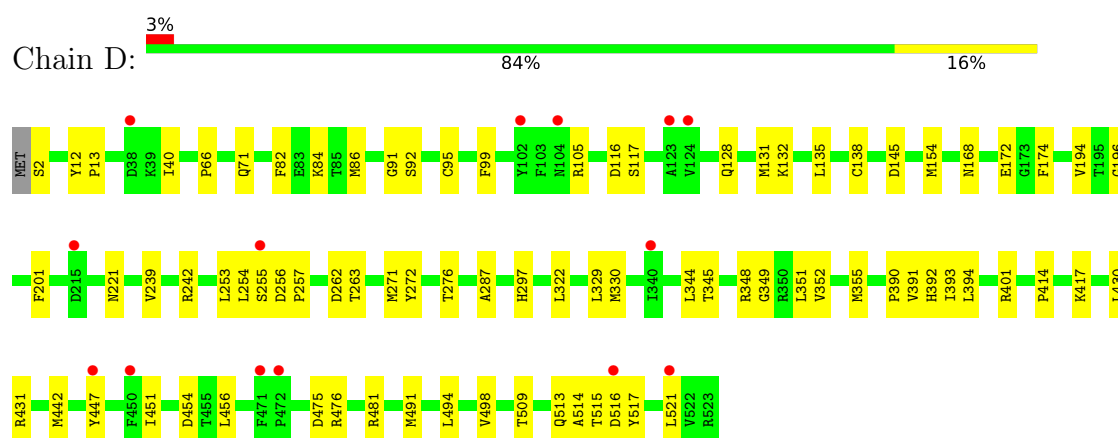 3%
Chain D:
84% 16%
MET S2 Y12 P13 D38 K39 I40 P66 Q71 F82 E83 K84 T85 M86 G91 S92 C95 F99 Y102 F103 N104 R105 D116 S117 A123 V124 Q128 M131 K132 L135 C138 D145 M154 N168 E172 G173 F174 V194 T195 G196
F201 D215 N221 V239 R242 L253 L254 S255 D256 P257 D262 T263 M271 Y272 T276 A287 H297 L322 L329 M330 I340 L344 T345 R348 G349 R350 L351 V352 M355 P390 V391 H392 I393 L394 R401 P414 K417 L430
R431 M442 Y447 F450 I451 D454 T455 L456 F471 P472 D475 R476 R481 M491 L494 V498 T509 Q513 A514 T515 D516 Y517 L521 V522 R523